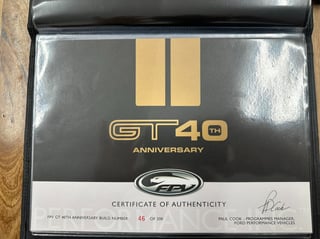 GT40TH
ANNIVERSARY
FPV
CERTIFICATE OF AUTHENTICITY
FPV GT 40TH ANNIVERSARY BUILD NUMBER 46 OF 200
PAUL COOK - PROGRAMMES MANAGER,
FORD PERFORMANCE VEHICLES